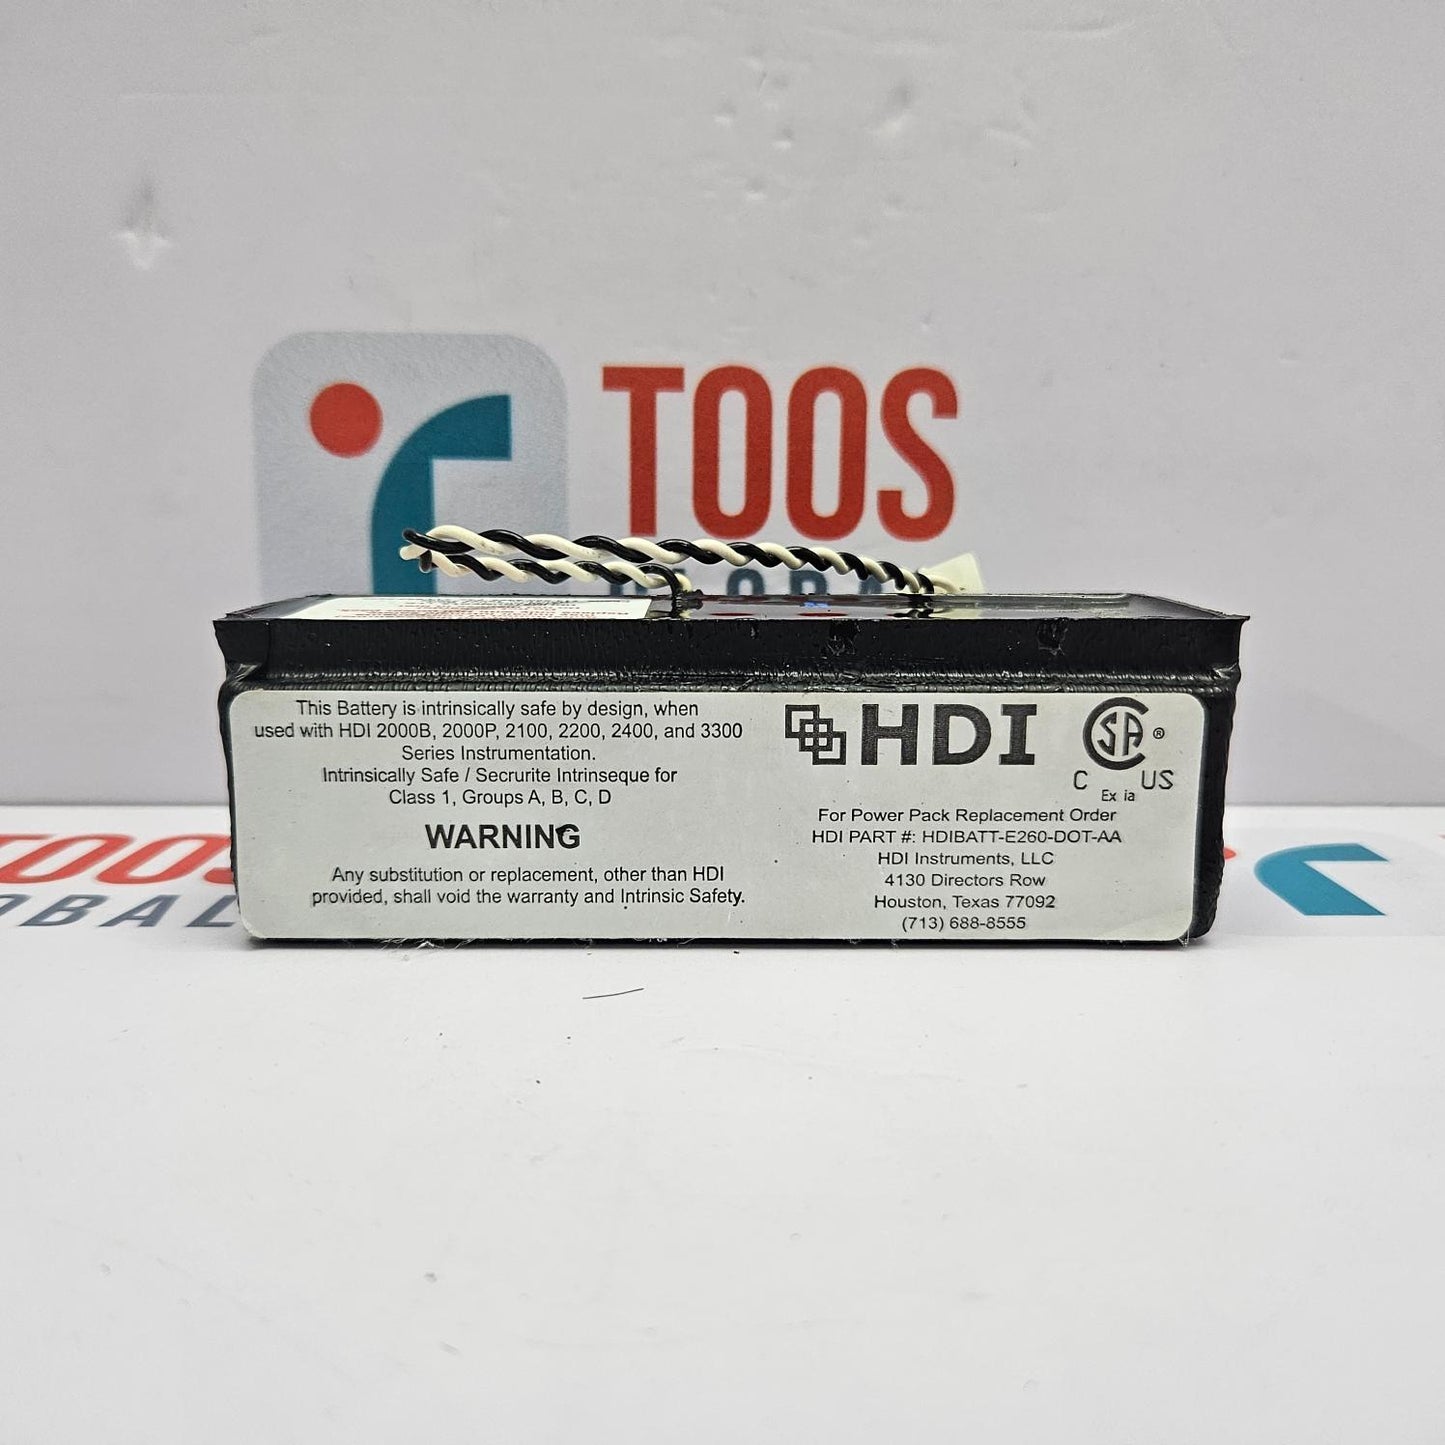 TOOS
This Battery is intrinsically safe by design, when
used with HDI 2000B, 2000P, 2100, 2200, 2400, and 3300
Series Instrumentation.
Intrinsically Safe / Secrurite Intrinseque for
Class 1, Groups A, B, C, D
WARNING
Any substitution or replacement, other than HDI
provided, shall void the warranty and Intrinsic Safety.
HDI
CSA ®
C US
Ex ia
For Power Pack Replacement Order
HDI PART #: HDIBATT-E260-DOT-AA
HDI Instruments, LLC
4130 Directors Row
Houston, Texas 77092
(713) 688-8555
TOOS
OBAL